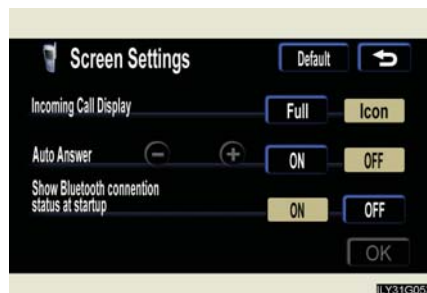 Screen Settings Default
Incoming Call Display Full Icon
Auto Answer ON OFF
Show Bluetooth connention
status at startup ON OFF
OK
ILY31G05